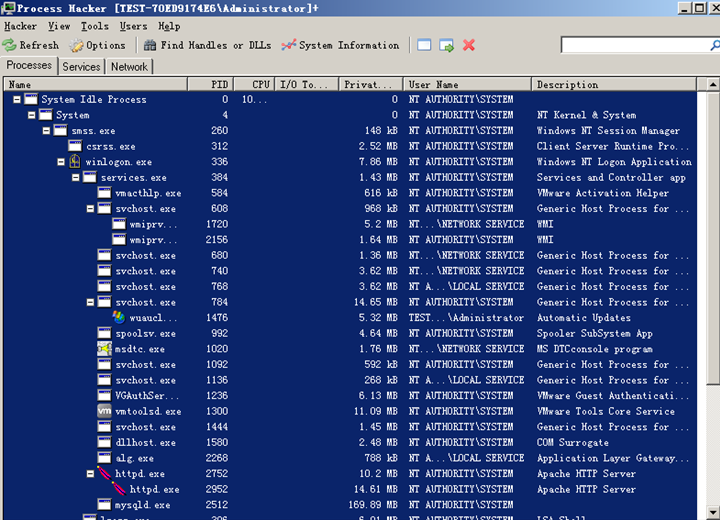 Process Hacker [TEST-70ED9174E6\Administrator]+
Hacker View Tools Users Help
Refresh Options Find Handles or DLLs System Information
Processes Services Network
Name PID CPU I/O To... Privat... User Name Description
System Idle Process 0 10... 0 NT AUTHORITY\SYSTEM
System 4 0 NT AUTHORITY\SYSTEM NT Kernel & System
smss.exe 260 148 kB NT AUTHORITY\SYSTEM Windows NT Session Manager
csrss.exe 312 2.52 MB NT AUTHORITY\SYSTEM Client Server Runtime Pro...
winlogon.exe 336 7.86 MB NT AUTHORITY\SYSTEM Windows NT Logon Application
services.exe 384 1.43 MB NT AUTHORITY\SYSTEM Services and Controller app
vmacthlp.exe 584 616 kB NT AUTHORITY\SYSTEM VMware Activation Helper
svchost.exe 608 968 kB NT AUTHORITY\SYSTEM Generic Host Process for ...
wmiprv... 1720 5.2 MB NT...\NETWORK SERVICE WMI
wmiprv... 2156 1.64 MB NT AUTHORITY\SYSTEM WMI
svchost.exe 680 1.36 MB NT...\NETWORK SERVICE Generic Host Process for ...
svchost.exe 740 3.62 MB NT...\NETWORK SERVICE Generic Host Process for ...
svchost.exe 768 3.62 MB NT A...\LOCAL SERVICE Generic Host Process for ...
svchost.exe 784 14.65 MB NT AUTHORITY\SYSTEM Generic Host Process for ...
wuaucl... 1476 5.32 MB TEST...\Administrator Automatic Updates
spoolsv.exe 992 4.64 MB NT AUTHORITY\SYSTEM Spooler SubSystem App
msdtc.exe 1020 1.76 MB NT...\NETWORK SERVICE MS DTCconsole program
svchost.exe 1092 592 kB NT AUTHORITY\SYSTEM Generic Host Process for ...
svchost.exe 1136 268 kB NT A...\LOCAL SERVICE Generic Host Process for ...
VGAuthSer... 1236 6.13 MB NT AUTHORITY\SYSTEM VMware Guest Authenticati...
vmtoolsd.exe 1300 11.09 MB NT AUTHORITY\SYSTEM VMware Tools Core Service
svchost.exe 1444 1.45 MB NT AUTHORITY\SYSTEM Generic Host Process for ...
dllhost.exe 1580 2.48 MB NT AUTHORITY\SYSTEM COM Surrogate
alg.exe 2268 788 kB NT A...\LOCAL SERVICE Application Layer Gateway...
httpd.exe 2752 10.2 MB NT AUTHORITY\SYSTEM Apache HTTP Server
httpd.exe 2952 14.61 MB NT AUTHORITY\SYSTEM Apache HTTP Server
mysqld.exe 2512 169.89 MB NT AUTHORITY\SYSTEM